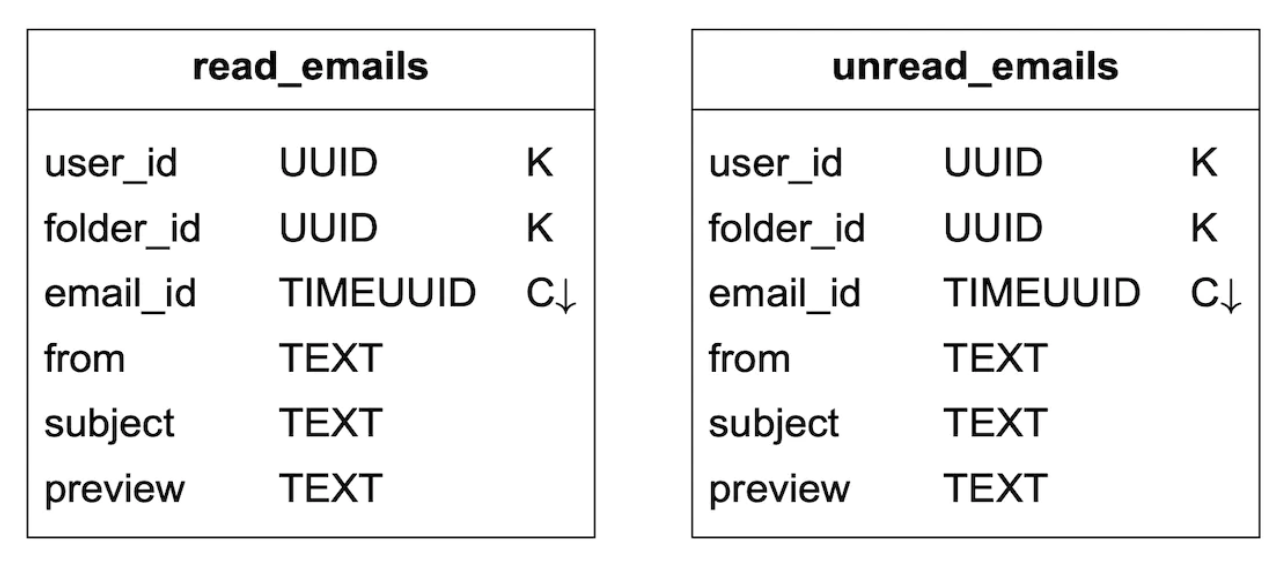 read_emails
user_id UUID K
folder_id UUID K
email_id TIMEUUID C↓
from TEXT
subject TEXT
preview TEXT
unread_emails
user_id UUID K
folder_id UUID K
email_id TIMEUUID C↓
from TEXT
subject TEXT
preview TEXT